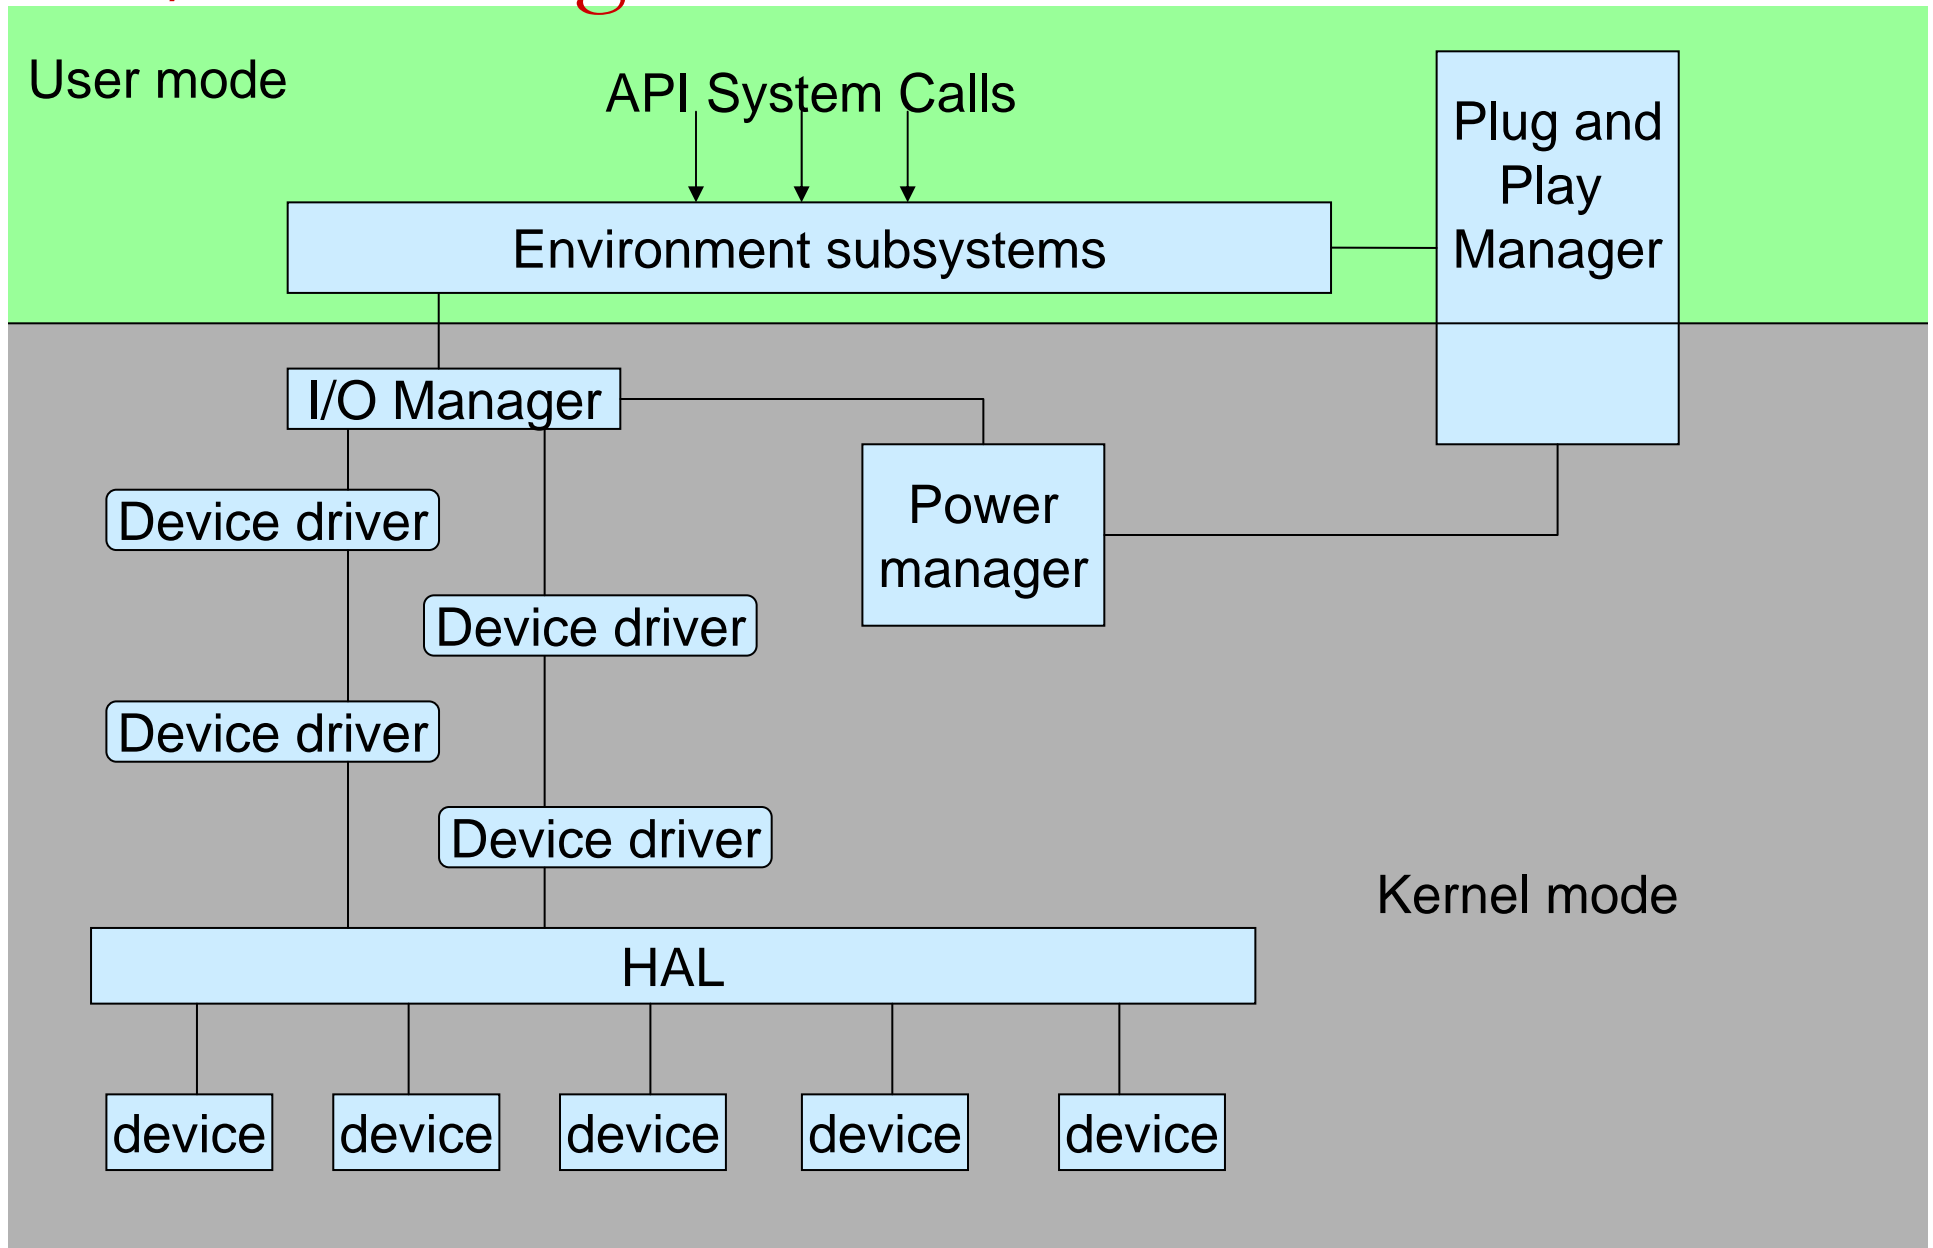 User mode
API System Calls
Plug and
Play
Manager
Environment subsystems
I/O Manager
Power
manager
Device driver
Device driver
Device driver
Device driver
Kernel mode
HAL
device
device
device
device
device